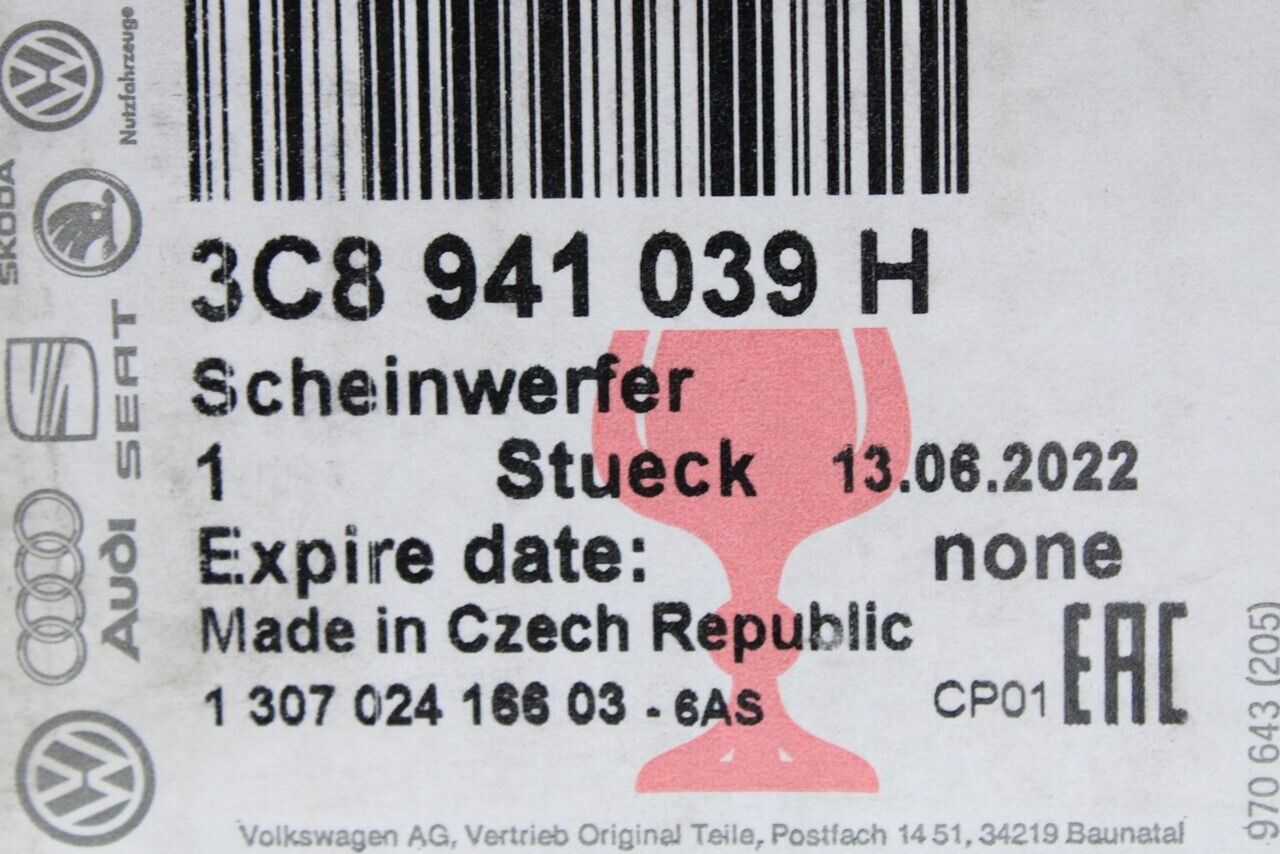 3C8 941 039 H
Scheinwerfer
1 Stueck 13.06.2022
Expire date: none
Made in Czech Republic
1 307 024 166 03 - 6AS CP01 EAC
Volkswagen AG, Vertrieb Original Teile, Postfach 14 51, 34219 Baunatal
Nutzfahrzeuge
ŠKODA
SEAT
Audi
970 643 (205)